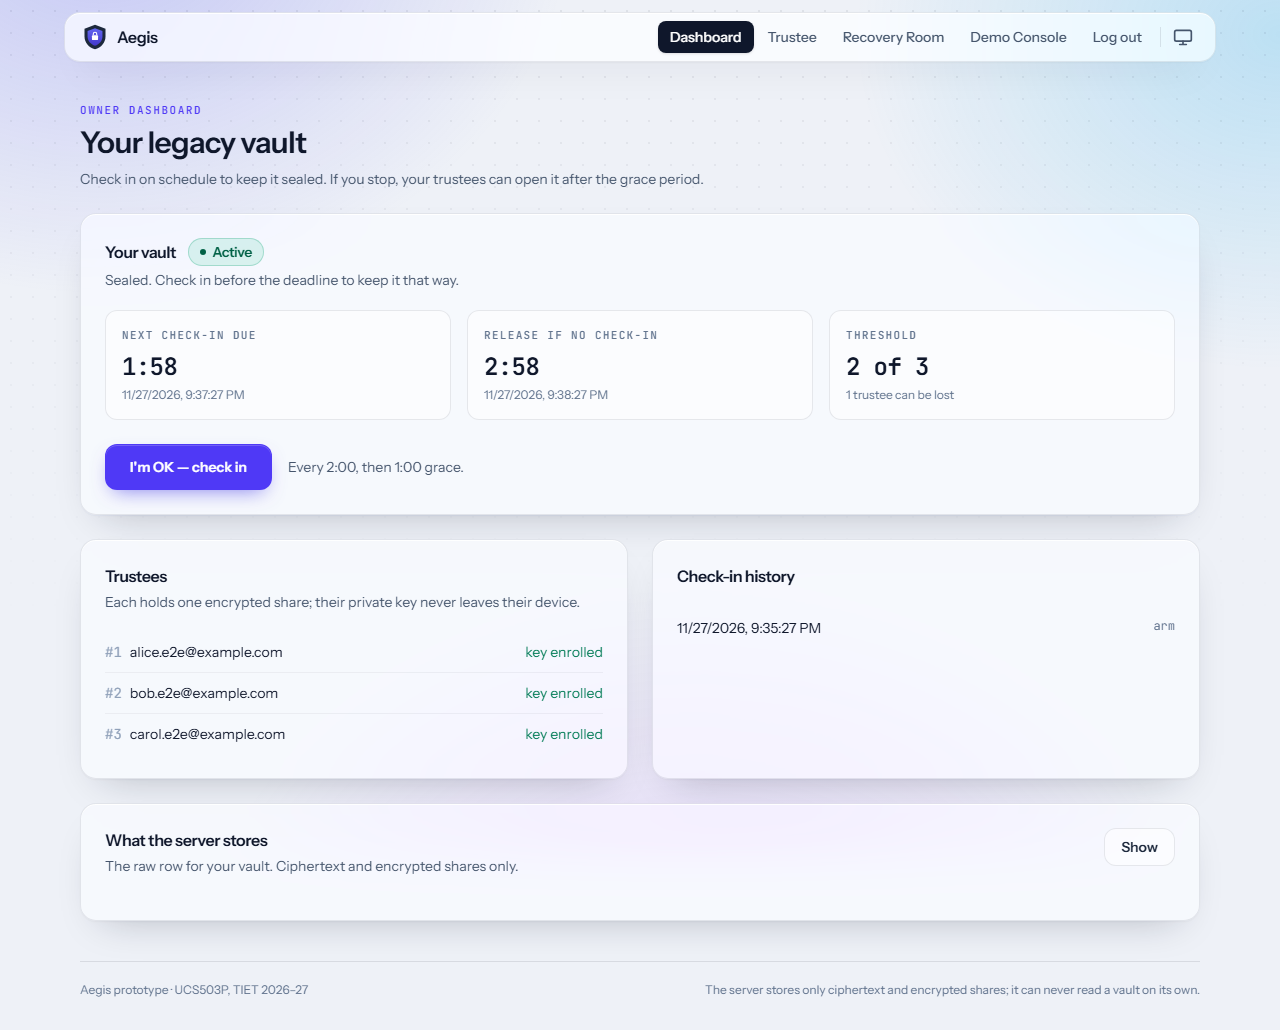 Aegis
Dashboard
Trustee
Recovery Room
Demo Console
Log out
OWNER DASHBOARD
Your legacy vault
Check in on schedule to keep it sealed. If you stop, your trustees can open it after the grace period.
Your vault
Active
Sealed. Check in before the deadline to keep it that way.
NEXT CHECK-IN DUE
1:58
11/27/2026, 9:37:27 PM
RELEASE IF NO CHECK-IN
2:58
11/27/2026, 9:38:27 PM
THRESHOLD
2 of 3
1 trustee can be lost
I'm OK — check in
Every 2:00, then 1:00 grace.
Trustees
Each holds one encrypted share; their private key never leaves their device.
#1 alice.e2e@example.com key enrolled
#2 bob.e2e@example.com key enrolled
#3 carol.e2e@example.com key enrolled
Check-in history
11/27/2026, 9:35:27 PM arm
What the server stores
The raw row for your vault. Ciphertext and encrypted shares only.
Show
Aegis prototype · UCS503P, TIET 2026–27
The server stores only ciphertext and encrypted shares; it can never read a vault on its own.